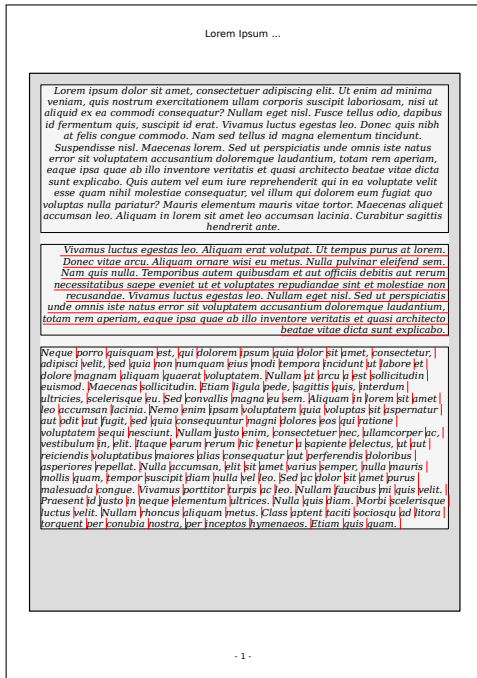 Lorem Ipsum ...
Lorem ipsum dolor sit amet, consectetuer adipiscing elit. Ut enim ad minima
veniam, quis nostrum exercitationem ullam corporis suscipit laboriosam, nisi ut
aliquid ex ea commodi consequatur? Nullam eget nisl. Fusce tellus odio, dapibus
id fermentum quis, suscipit id erat. Vivamus luctus egestas leo. Donec quis nibh
at felis congue commodo. Nam sed tellus id magna elementum tincidunt.
Suspendisse nisl. Maecenas lorem. Sed ut perspiciatis unde omnis iste natus
error sit voluptatem accusantium doloremque laudantium, totam rem aperiam,
eaque ipsa quae ab illo inventore veritatis et quasi architecto beatae vitae dicta
sunt explicabo. Quis autem vel eum iure reprehenderit qui in ea voluptate velit
esse quam nihil molestiae consequatur, vel illum qui dolorem eum fugiat quo
voluptas nulla pariatur? Mauris elementum mauris vitae tortor. Maecenas aliquet
accumsan leo. Aliquam in lorem sit amet leo accumsan lacinia. Curabitur sagittis
hendrerit ante.
Vivamus luctus egestas leo. Aliquam erat volutpat. Ut tempus purus at lorem.
Donec vitae arcu. Aliquam ornare wisi eu metus. Nulla pulvinar eleifend sem.
Nam quis nulla. Temporibus autem quibusdam et aut officiis debitis aut rerum
necessitatibus saepe eveniet ut et voluptates repudiandae sint et molestiae non
recusandae. Vivamus luctus egestas leo. Nullam eget nisl. Sed ut perspiciatis
unde omnis iste natus error sit voluptatem accusantium doloremque laudantium,
totam rem aperiam, eaque ipsa quae ab illo inventore veritatis et quasi architecto
beatae vitae dicta sunt explicabo.
Neque porro quisquam est, qui dolorem ipsum quia dolor sit amet, consectetur,
adipisci velit, sed quia non numquam eius modi tempora incidunt ut labore et
dolore magnam aliquam quaerat voluptatem. Nullam at arcu a est sollicitudin
euismod. Maecenas sollicitudin. Etiam ligula pede, sagittis quis, interdum
ultricies, scelerisque eu. Sed convallis magna eu sem. Aliquam in lorem sit amet
leo accumsan lacinia. Nemo enim ipsam voluptatem quia voluptas sit aspernatur
aut odit aut fugit, sed quia consequuntur magni dolores eos qui ratione
voluptatem sequi nesciunt. Nullam justo enim, consectetuer nec, ullamcorper ac,
vestibulum in, elit. Itaque earum rerum hic tenetur a sapiente delectus, ut aut
reiciendis voluptatibus maiores alias consequatur aut perferendis doloribus
asperiores repellat. Nulla accumsan, elit sit amet varius semper, nulla mauris
mollis quam, tempor suscipit diam nulla vel leo. Sed ac dolor sit amet purus
malesuada congue. Vivamus porttitor turpis ac leo. Nullam faucibus mi quis velit.
Praesent id justo in neque elementum ultrices. Nulla quis diam. Morbi scelerisque
luctus velit. Nullam rhoncus aliquam metus. Class aptent taciti sociosqu ad litora
torquent per conubia nostra, per inceptos hymenaeos. Etiam quis quam.
- 1 -